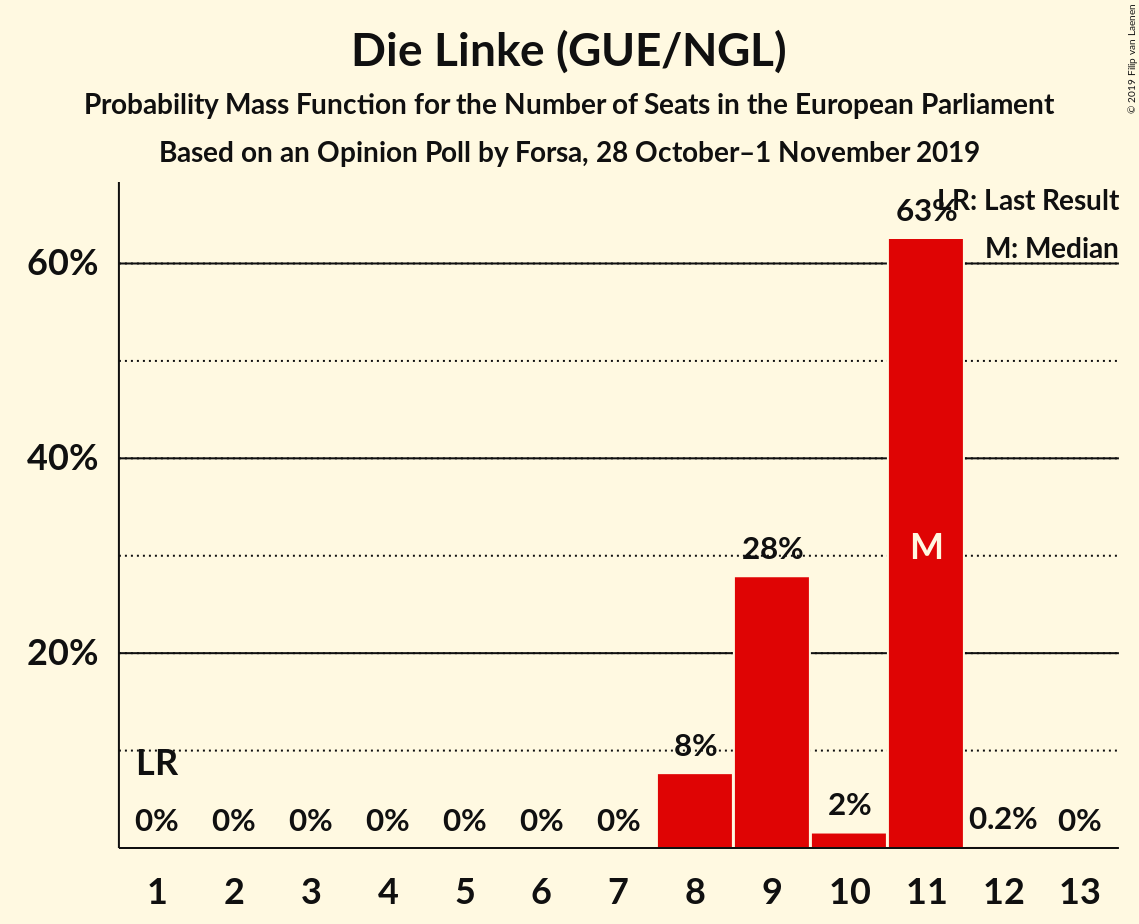 Die Linke (GUE/NGL)
Probability Mass Function for the Number of Seats in the European Parliament
Based on an Opinion Poll by Forsa, 28 October–1 November 2019
© 2019 Filip van Laenen
LR: Last Result
M: Median
63%
60%
40%
28%
M
20%
8%
LR
2%
0% 0% 0% 0% 0% 0% 0% 0.2% 0%
1 2 3 4 5 6 7 8 9 10 11 12 13